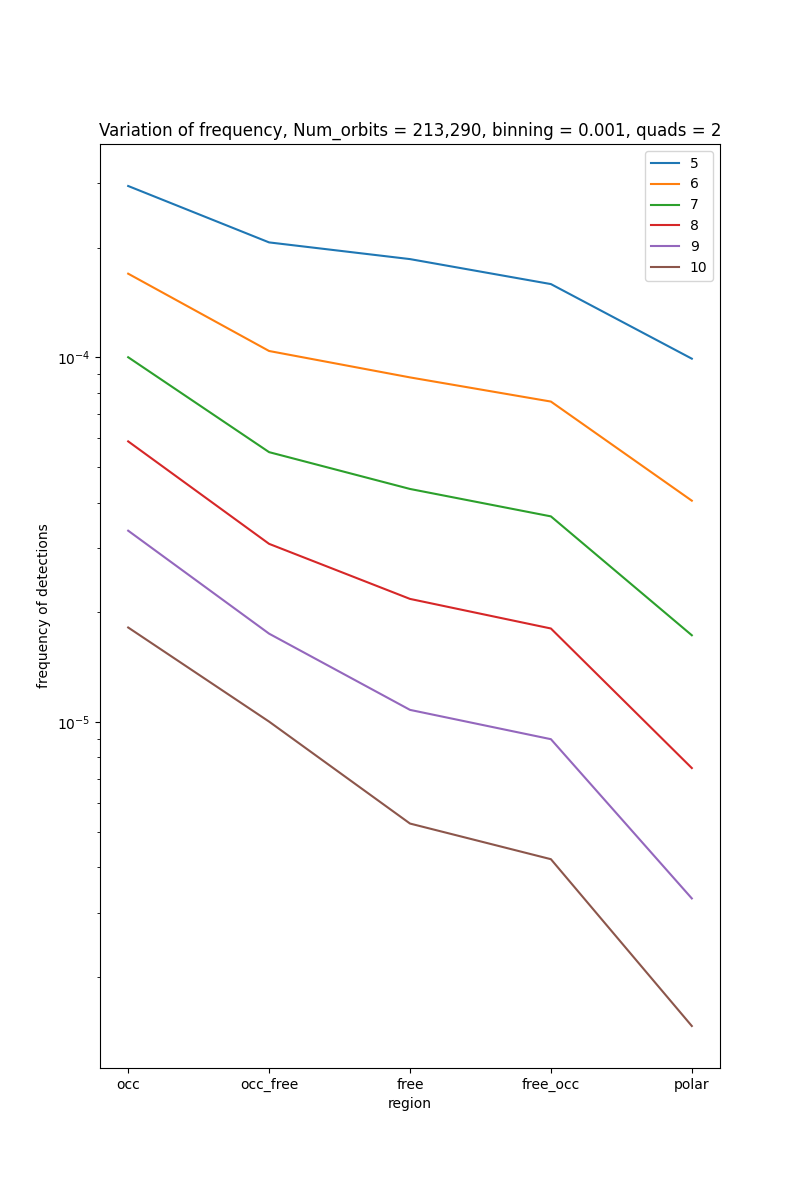 Variation of frequency, Num_orbits = 213,290, binning = 0.001, quads = 2
5
6
7
8
9
10
10⁻⁴
10⁻⁵
frequency of detections
occ occ_free free free_occ polar
region